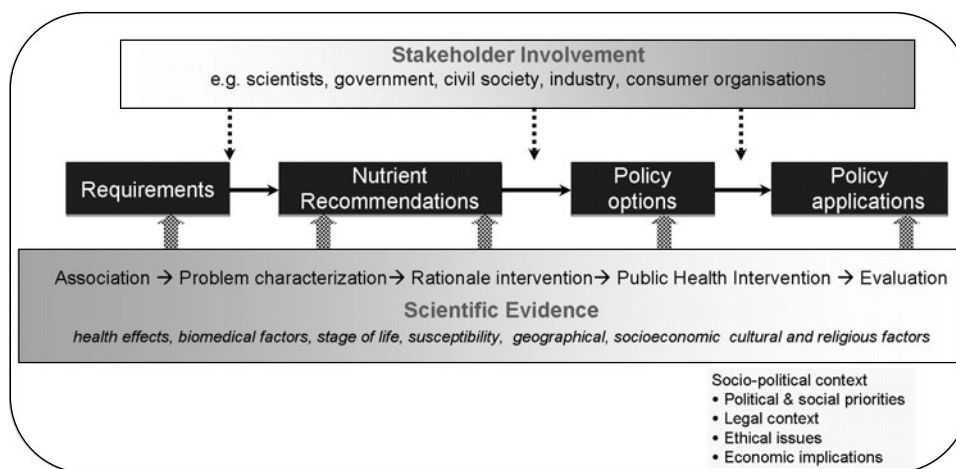 Stakeholder Involvement
e.g. scientists, government, civil society, industry, consumer organisations
Requirements
Nutrient
Recommendations
Policy
options
Policy
applications
Association → Problem characterization → Rationale intervention → Public Health Intervention → Evaluation
Scientific Evidence
health effects, biomedical factors, stage of life, susceptibility, geographical, socioeconomic cultural and religious factors
Socio-political context
• Political & social priorities
• Legal context
• Ethical issues
• Economic implications